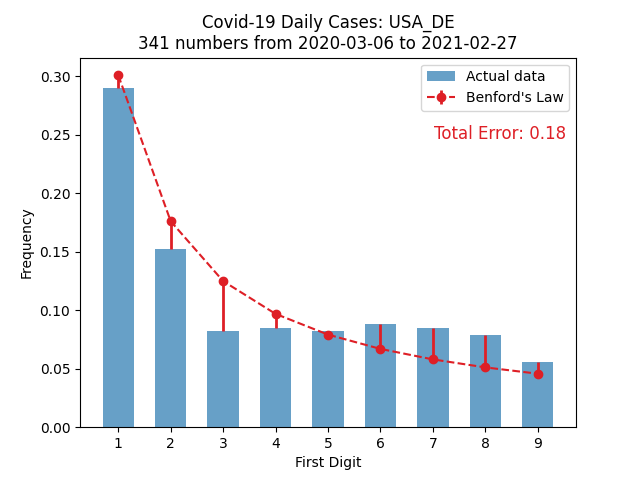 Covid-19 Daily Cases: USA_DE
341 numbers from 2020-03-06 to 2021-02-27
Actual data
Benford's Law
Total Error: 0.18
Frequency
0.30
0.25
0.20
0.15
0.10
0.05
0.00
1 2 3 4 5 6 7 8 9
First Digit